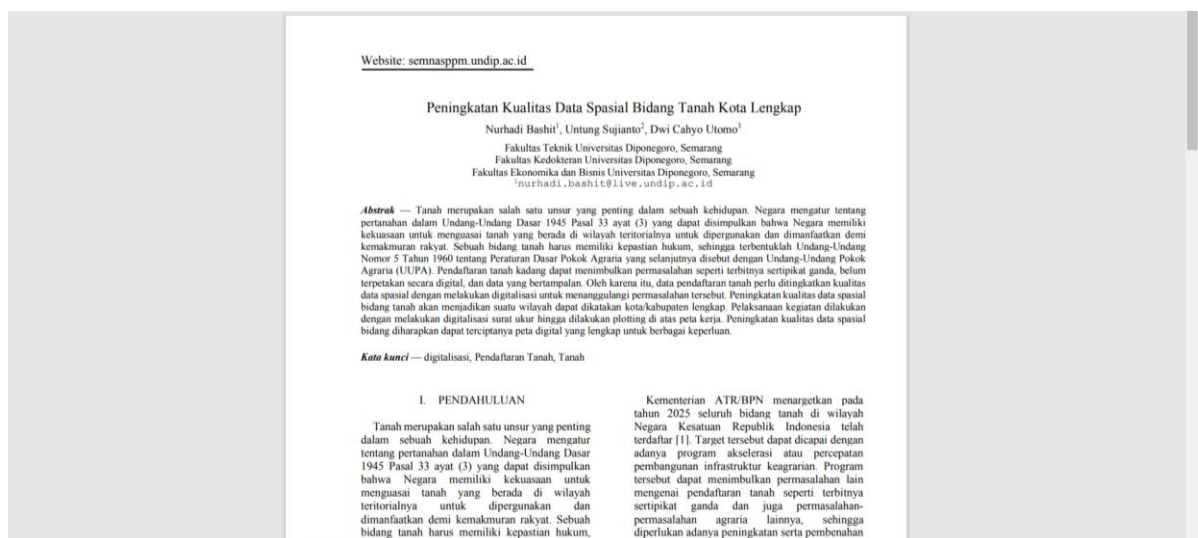 Website: semnasppm.undip.ac.id
Peningkatan Kualitas Data Spasial Bidang Tanah Kota Lengkap
Nurhadi Bashit¹, Untung Sujianto², Dwi Cahyo Utomo³
Fakultas Teknik Universitas Diponegoro, Semarang
Fakultas Kedokteran Universitas Diponegoro, Semarang
Fakultas Ekonomika dan Bisnis Universitas Diponegoro, Semarang
¹nurhadi.bashit@live.undip.ac.id
Abstrak — Tanah merupakan salah satu unsur yang penting dalam sebuah kehidupan. Negara mengatur tentang
pertanahan dalam Undang-Undang Dasar 1945 Pasal 33 ayat (3) yang dapat disimpulkan bahwa Negara memiliki
kekuasaan untuk menguasai tanah yang berada di wilayah teritorialnya untuk dipergunakan dan dimanfaatkan demi
kemakmuran rakyat. Sebuah bidang tanah harus memiliki kepastian hukum, sehingga terbentuklah Undang-Undang
Nomor 5 Tahun 1960 tentang Peraturan Dasar Pokok Agraria yang selanjutnya disebut dengan Undang-Undang Pokok
Agraria (UUPA). Pendaftaran tanah kadang dapat menimbulkan permasalahan seperti terbitnya sertipikat ganda, belum
terpetakan secara digital, dan data yang bertampalan. Oleh karena itu, data pendaftaran tanah perlu ditingkatkan kualitas
data spasial dengan melakukan digitalisasi untuk menanggulangi permasalahan tersebut. Peningkatan kualitas data spasial
bidang tanah akan menjadikan suatu wilayah dapat dikatakan kota/kabupaten lengkap. Pelaksanaan kegiatan dilakukan
dengan melakukan digitalisasi surat ukur hingga dilakukan plotting di atas peta kerja. Peningkatan kualitas data spasial
bidang diharapkan dapat terciptanya peta digital yang lengkap untuk berbagai keperluan.
Kata kunci — digitalisasi, Pendaftaran Tanah, Tanah
I. PENDAHULUAN
Tanah merupakan salah satu unsur yang penting
dalam sebuah kehidupan. Negara mengatur
tentang pertanahan dalam Undang-Undang Dasar
1945 Pasal 33 ayat (3) yang dapat disimpulkan
bahwa Negara memiliki kekuasaan untuk
menguasai tanah yang berada di wilayah
teritorialnya untuk dipergunakan dan
dimanfaatkan demi kemakmuran rakyat. Sebuah
bidang tanah harus memiliki kepastian hukum,
Kementerian ATR/BPN menargetkan pada
tahun 2025 seluruh bidang tanah di wilayah
Negara Kesatuan Republik Indonesia telah
terdaftar [1]. Target tersebut dapat dicapai dengan
adanya program akselerasi atau percepatan
pembangunan infrastruktur keagrarian. Program
tersebut dapat menimbulkan permasalahan lain
mengenai pendaftaran tanah seperti terbitnya
sertipikat ganda dan juga permasalahan-
permasalahan agraria lainnya, sehingga
diperlukan adanya peningkatan serta pembenahan